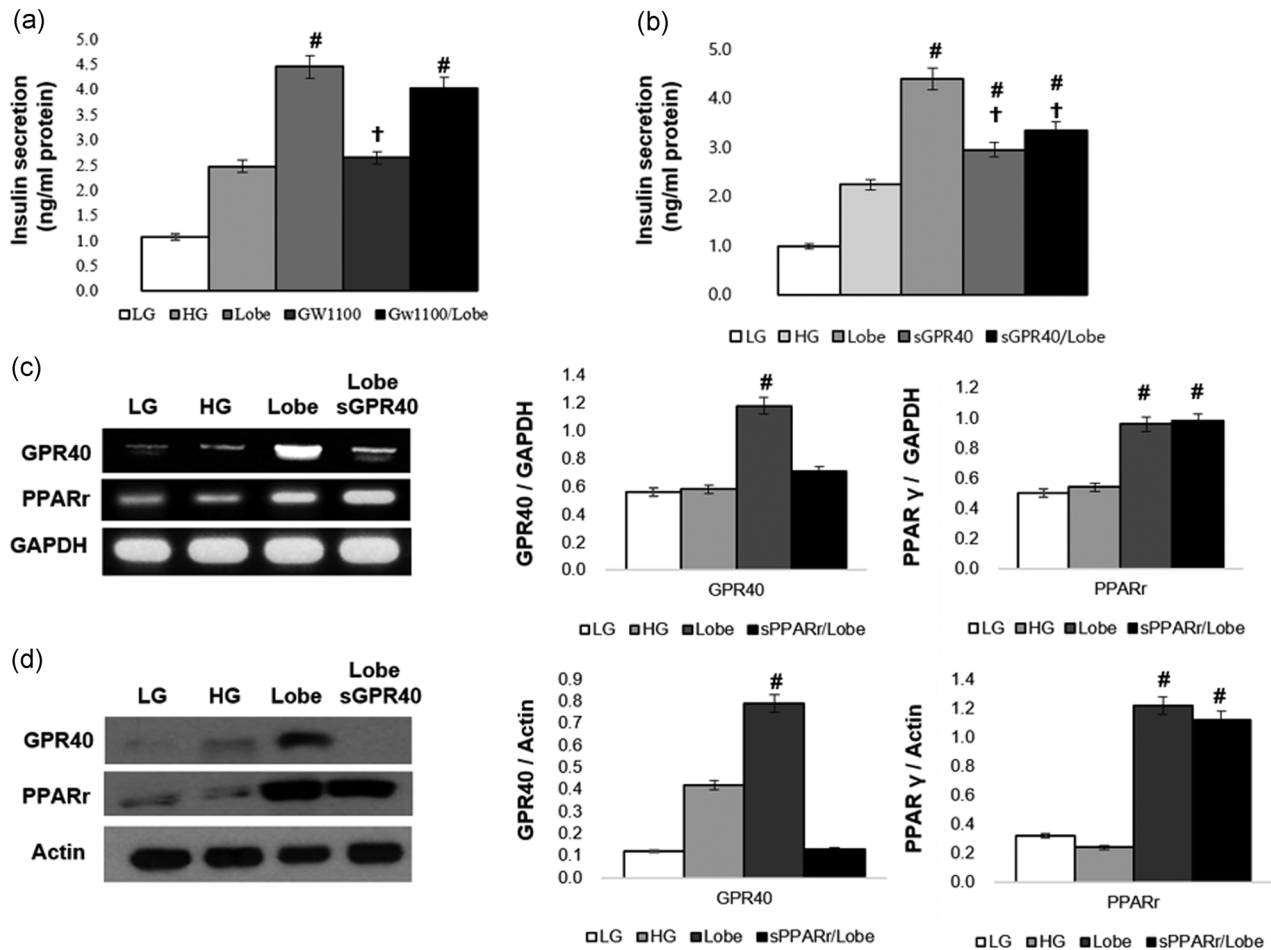 (a)
Insulin secretion
(ng/ml protein)
5.0
4.5
4.0
3.5
3.0
2.5
2.0
1.5
1.0
0.5
0.0
#
†
#
LG HG Lobe GW1100 Gw1100/Lobe
(b)
Insulin secretion
(ng/ml protein)
5.0
4.0
3.0
2.0
1.0
0.0
#
#
†
#
†
LG HG Lobe sGPR40 sGPR40/Lobe
(c)
LG HG Lobe Lobe
sGPR40
GPR40
PPARr
GAPDH
GPR40 / GAPDH
1.4
1.2
1.0
0.8
0.6
0.4
0.2
0.0
#
GPR40
LG HG Lobe sPPARr/Lobe
PPAR γ / GAPDH
1.2
1.0
0.8
0.6
0.4
0.2
0.0
#
#
PPARr
LG HG Lobe sPPARr/Lobe
(d)
LG HG Lobe Lobe
sGPR40
GPR40
PPARr
Actin
GPR40 / Actin
0.9
0.8
0.7
0.6
0.5
0.4
0.3
0.2
0.1
0.0
#
GPR40
LG HG Lobe sPPARr/Lobe
PPAR γ / Actin
1.4
1.2
1.0
0.8
0.6
0.4
0.2
0.0
#
#
PPARr
LG HG Lobe sPPARr/Lobe